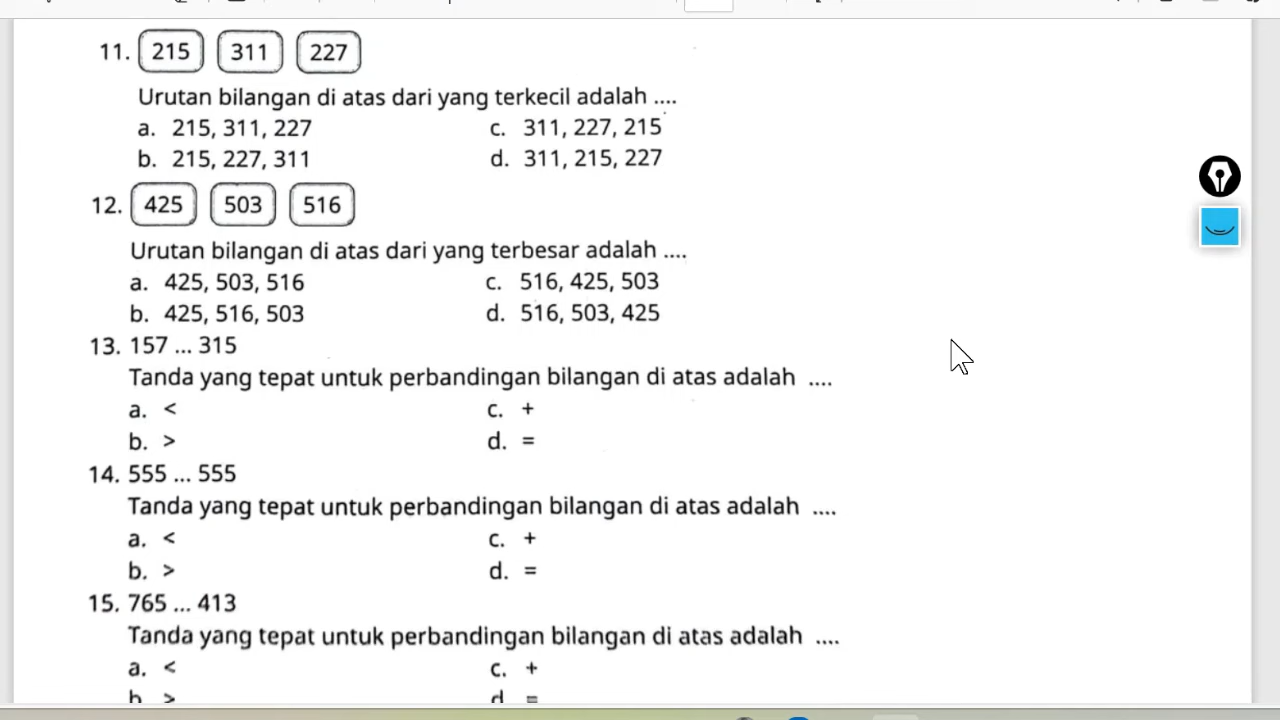 11. 215 311 227
Urutan bilangan di atas dari yang terkecil adalah ....
a. 215, 311, 227 c. 311, 227, 215
b. 215, 227, 311 d. 311, 215, 227
12. 425 503 516
Urutan bilangan di atas dari yang terbesar adalah ....
a. 425, 503, 516 c. 516, 425, 503
b. 425, 516, 503 d. 516, 503, 425
13. 157 ... 315
Tanda yang tepat untuk perbandingan bilangan di atas adalah ....
a. < c. +
b. > d. =
14. 555 ... 555
Tanda yang tepat untuk perbandingan bilangan di atas adalah ....
a. < c. +
b. > d. =
15. 765 ... 413
Tanda yang tepat untuk perbandingan bilangan di atas adalah ....
a. < c. +
b > d =